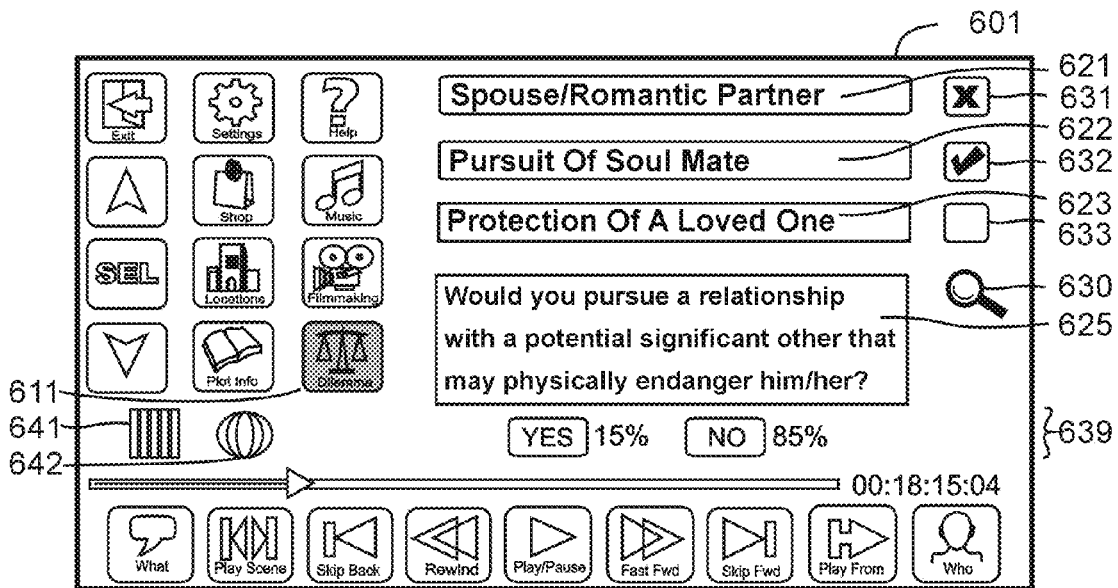 601
621
Spouse/Romantic Partner
631
Exit
Settings
Help
622
Pursuit Of Soul Mate
632
Shop
Music
623
Protection Of A Loved One
633
SEL
Locations
Filmmaking
630
Would you pursue a relationship
with a potential significant other that
may physically endanger him/her?
625
Plot Info
Dilemma
611
641
642
YES 15% NO 85%
639
00:18:15:04
What
Play Scene
Skip Back
Rewind
Play/Pause
Fast Fwd
Skip Fwd
Play From
Who